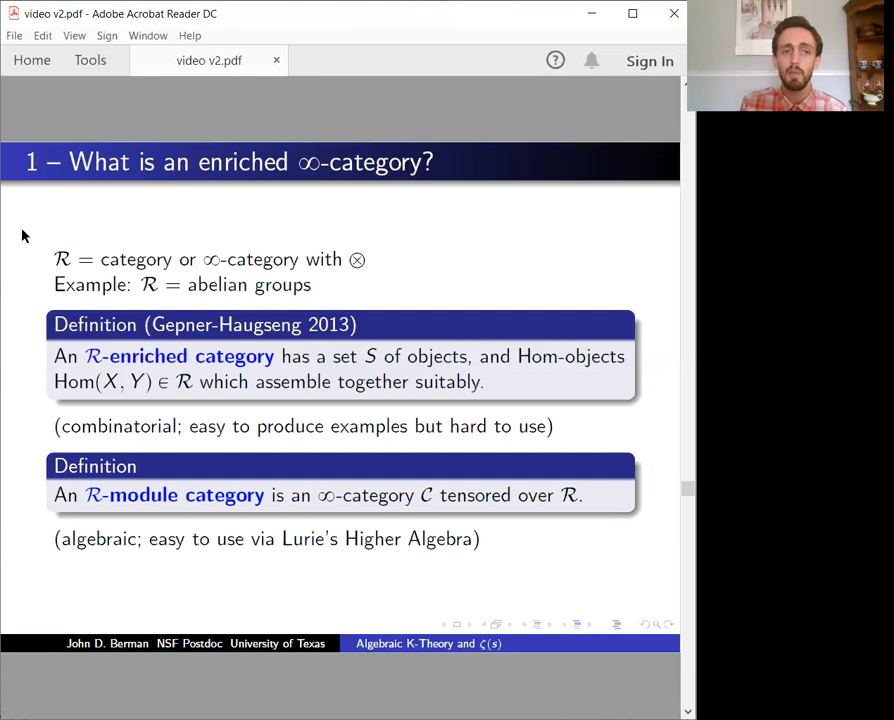 video v2.pdf - Adobe Acrobat Reader DC
File Edit View Sign Window Help
Home Tools video v2.pdf × ? Sign In
1 – What is an enriched ∞-category?
ℛ = category or ∞-category with ⊗
Example: ℛ = abelian groups
Definition (Gepner-Haugseng 2013)
An ℛ-enriched category has a set S of objects, and Hom-objects
Hom(X, Y) ∈ ℛ which assemble together suitably.
(combinatorial; easy to produce examples but hard to use)
Definition
An ℛ-module category is an ∞-category 𝒞 tensored over ℛ.
(algebraic; easy to use via Lurie's Higher Algebra)
John D. Berman NSF Postdoc University of Texas Algebraic K-Theory and ζ(s)